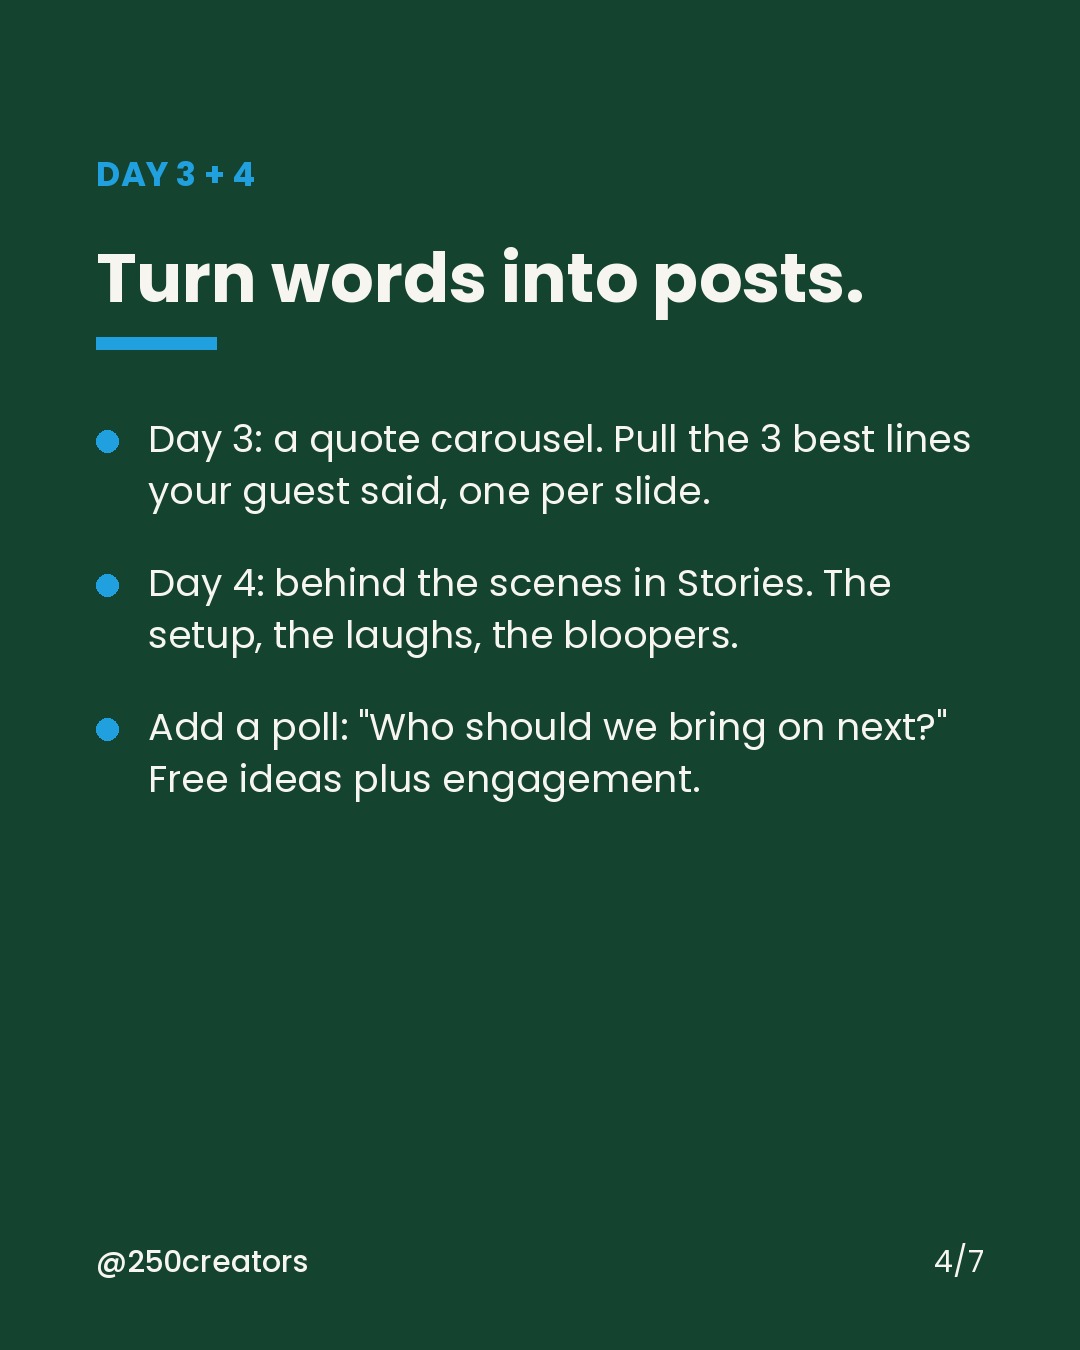 DAY 3 + 4
Turn words into posts.
Day 3: a quote carousel. Pull the 3 best lines
your guest said, one per slide.
Day 4: behind the scenes in Stories. The
setup, the laughs, the bloopers.
Add a poll: "Who should we bring on next?"
Free ideas plus engagement.
@250creators
4/7